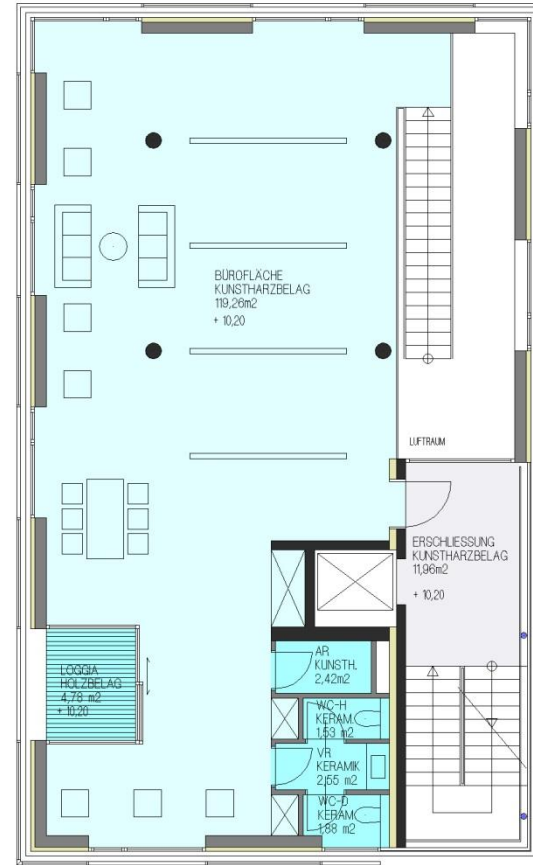 BÜROFLÄCHE
KUNSTHARZBELAG
119,26m2
+ 10,20
LUFTRAUM
ERSCHLIESSUNG
KUNSTHARZBELAG
11,96m2
+ 10,20
LOGGIA
HOLZBELAG
4,78 m2
+ 10,20
AR
KUNSTH.
2,42m2
WC-H
KERAM.
1,53 m2
VR
KERAMIK
2,55 m2
WC-D
KERAM.
1,88 m2